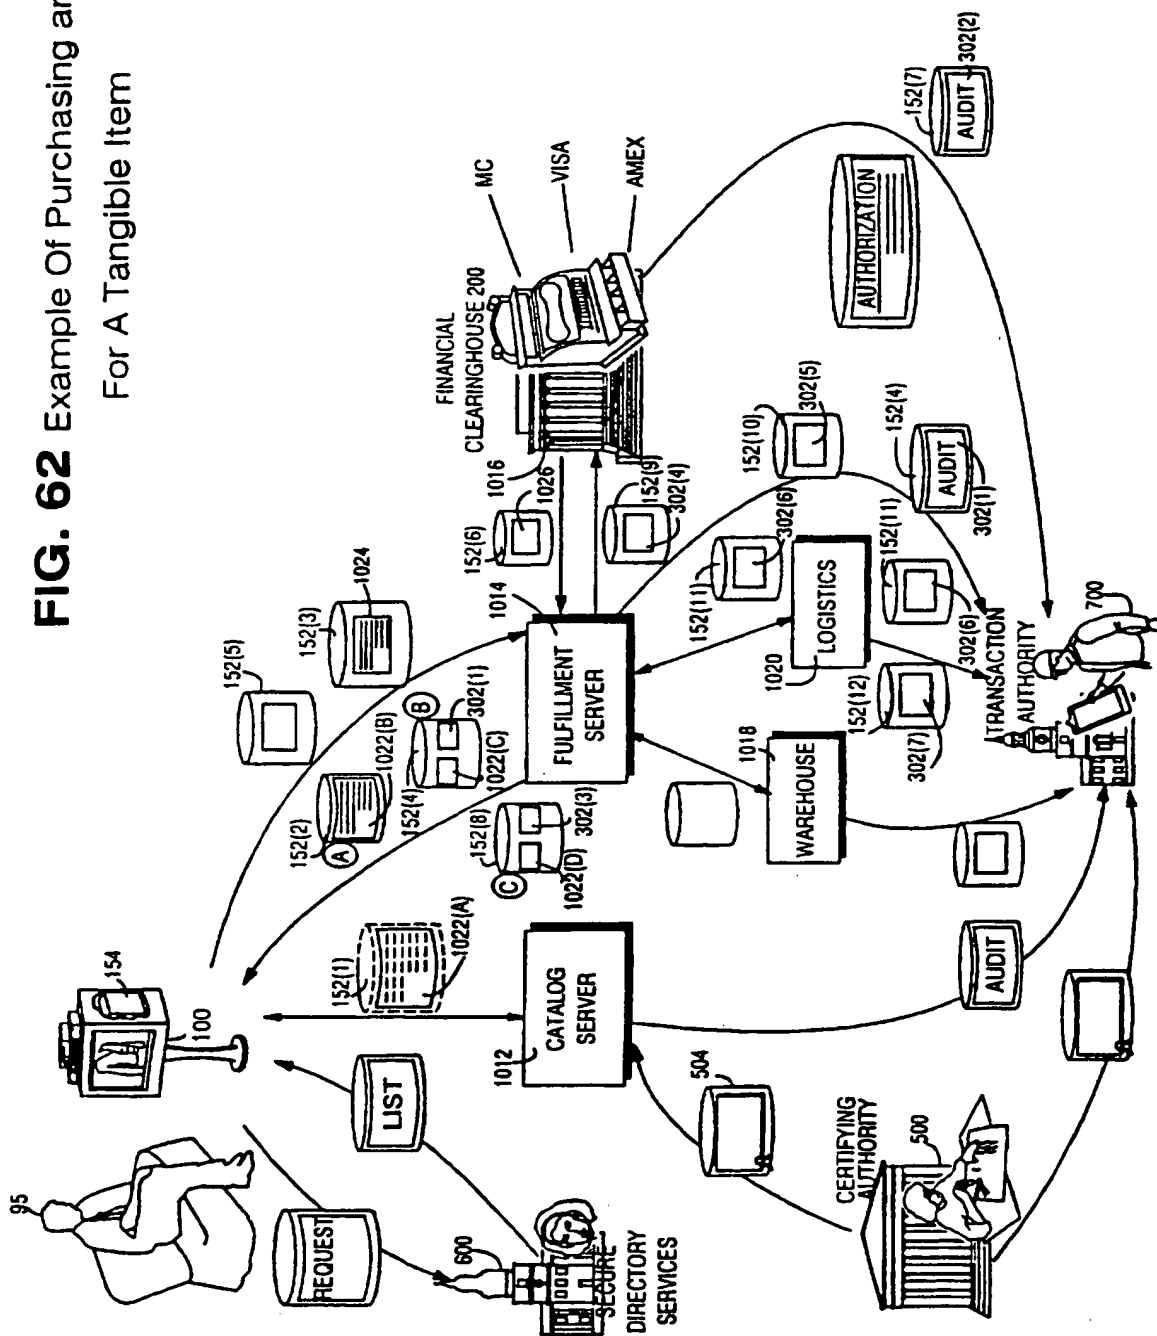 FIG. 62 Example Of Purchasing
For A Tangible Item
95
154
100
REQUEST
LIST
600
SECURE
DIRECTORY
SERVICES
152(1)
1022(A)
CATALOG
SERVER
1012
504
CERTIFYING
AUTHORITY
500
152(5)
152(3)
1024
152(2)
A
1022(B)
152(4)
B
302(1)
1022(C)
152(8)
C
302(3)
1022(D)
1014
FULFILLMENT
SERVER
152(6)
1026
1016
152(9)
302(4)
FINANCIAL
CLEARINGHOUSE 200
MC
VISA
AMEX
WAREHOUSE
1018
LOGISTICS
1020
152(11)
302(6)
152(10)
302(5)
152(12)
302(7)
152(11)
302(6)
152(4)
AUDIT
302(1)
AUTHORIZATION
152(7)
AUDIT
302(2)
AUDIT
TRANSACTION
AUTHORITY
700